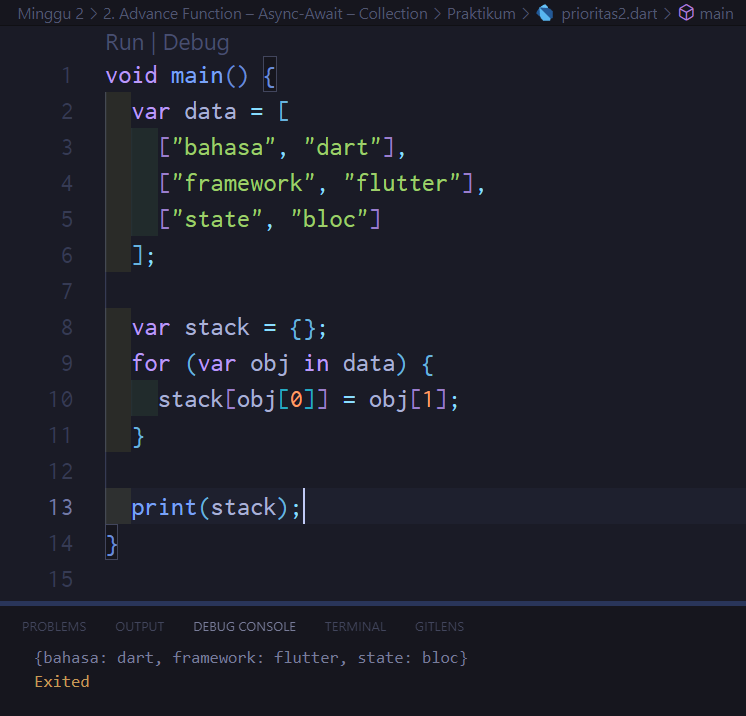 Minggu 2 > 2. Advance Function – Async-Await – Collection > Praktikum > prioritas2.dart > main
Run | Debug
1 void main() {
2   var data = [
3     ["bahasa", "dart"],
4     ["framework", "flutter"],
5     ["state", "bloc"]
6   ];
7
8   var stack = {};
9   for (var obj in data) {
10     stack[obj[0]] = obj[1];
11   }
12
13   print(stack);
14 }
15
PROBLEMS OUTPUT DEBUG CONSOLE TERMINAL GITLENS
{bahasa: dart, framework: flutter, state: bloc}
Exited